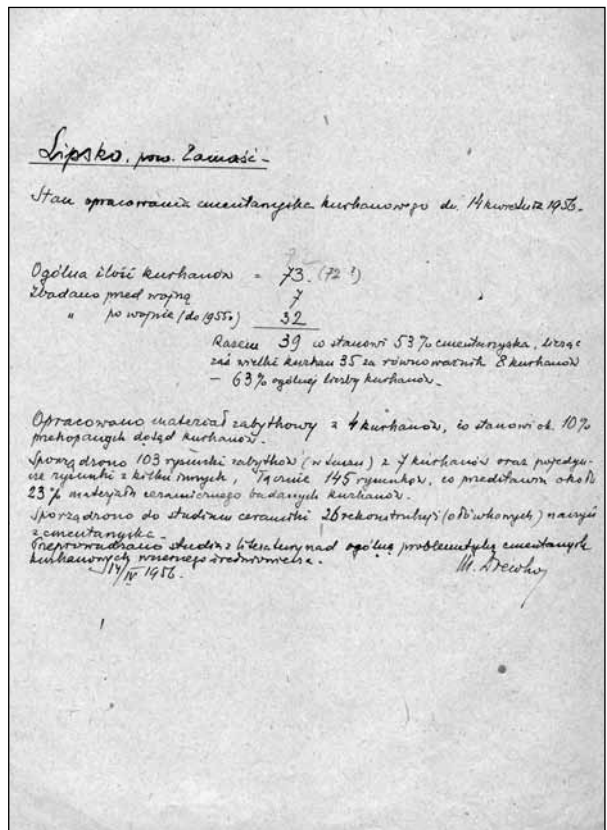 Lipsko, pow. Zamość -
Stan opracowania cmentarzyska kurhanowego dn. 14 kwietnia 1956.
72
Ogólna ilość kurhanów = 73. (72!)
Zbadano przed wojną 7
" po wojnie (do 1955) 32
Razem 39 co stanowi 53% cmentarzyska, licząc
zaś wielki kurhan 35 za równoważnik 8 kurhanów
- 63% ogólnej liczby kurhanów.
Opracowano materiał zabytkowy z 4 kurhanów, co stanowi ok. 10%
przekopanych dotąd kurhanów.
Sporządzono 103 rysunki zabytków (w tuszu) z 7 kurhanów oraz pojedyn-
cze rysunki z kilku innych, łącznie 145 rysunków, co przedstawia około
23% materjału ceramicznego badanych kurhanów.
Sporządzono do studium ceramiki 26 rekonstrukcji (ołówkowych) naczyń
z cmentarzyska.
Przeprowadzono studia z literatury nad ogólną problematyką cmentarzysk
kurhanowych wczesnego średniowiecza.
14/IV 1956. M. Drewko